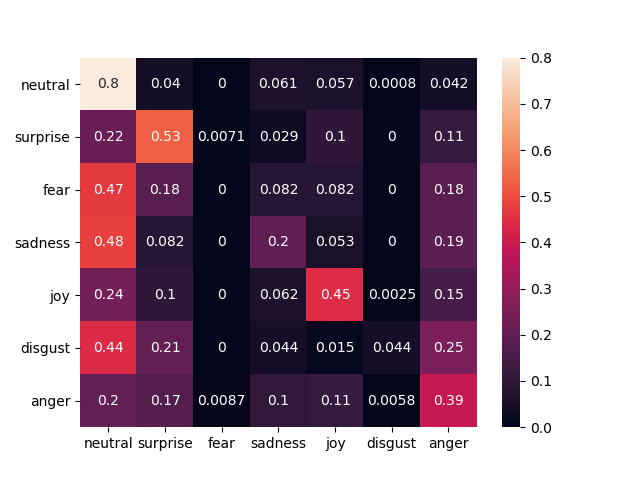 0.8
neutral 0.8 0.04 0 0.061 0.057 0.0008 0.042
0.7
surprise 0.22 0.53 0.0071 0.029 0.1 0 0.11
0.6
fear 0.47 0.18 0 0.082 0.082 0 0.18
0.5
sadness 0.48 0.082 0 0.2 0.053 0.19
0.4
0.3
joy 0.24 0.1 0 0.062 0.45 0.0025 0.15
0.2
disgust 0.44 0.21 0 0.044 0.015 0.044 0.25
0.1
anger 0.2 0.17 0.0087 0.1 0.11 0.0058 0.39
0.0
neutral surprise fear sadness joy disgust anger